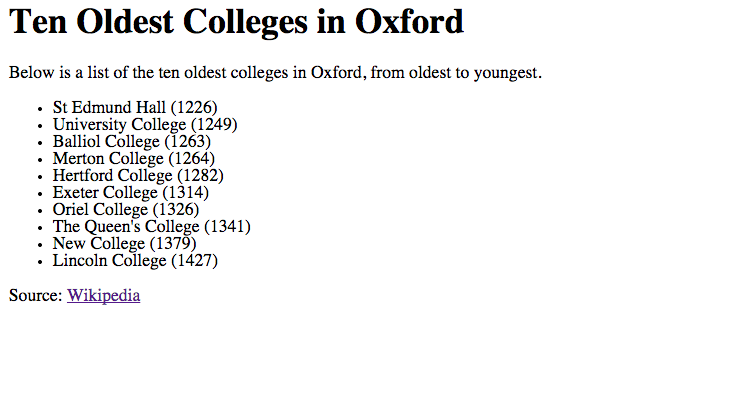 Ten Oldest Colleges in Oxford
Below is a list of the ten oldest colleges in Oxford, from oldest to youngest.
• St Edmund Hall (1226)
• University College (1249)
• Balliol College (1263)
• Merton College (1264)
• Hertford College (1282)
• Exeter College (1314)
• Oriel College (1326)
• The Queen's College (1341)
• New College (1379)
• Lincoln College (1427)
Source: Wikipedia